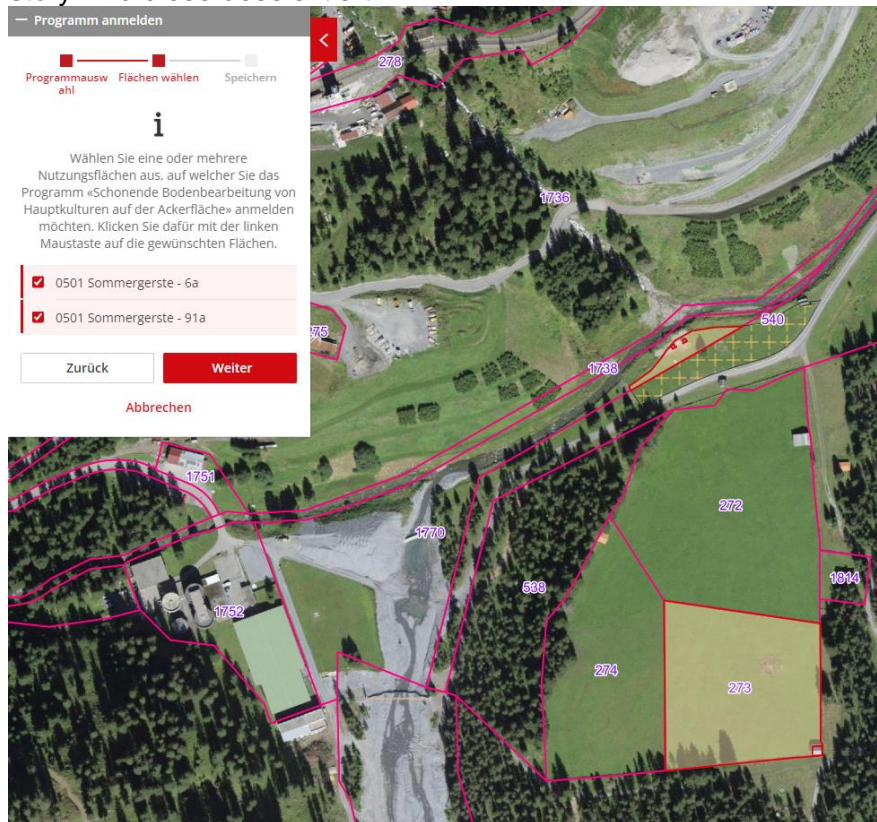 Programm anmelden
278
Programmausw
ahl
Flächen wählen
Speichern
i
Wählen Sie eine oder mehrere
Nutzungsflächen aus, auf welcher Sie das
Programm «Schonende Bodenbearbeitung von
Hauptkulturen auf der Ackerfläche» anmelden
möchten. Klicken Sie dafür mit der linken
Maustaste auf die gewünschten Flächen.
1736
0501 Sommergerste - 6a
0501 Sommergerste - 91a
540
275
Zurück
Weiter
1738
Abbrechen
1751
272
1770
1814
538
1752
274
273